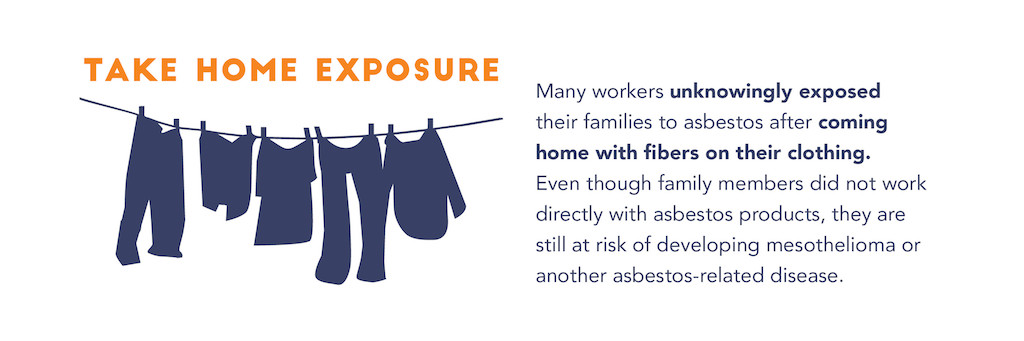 TAKE HOME EXPOSURE
Many workers unknowingly exposed
their families to asbestos after coming
home with fibers on their clothing.
Even though family members did not work
directly with asbestos products, they are
still at risk of developing mesothelioma or
another asbestos-related disease.